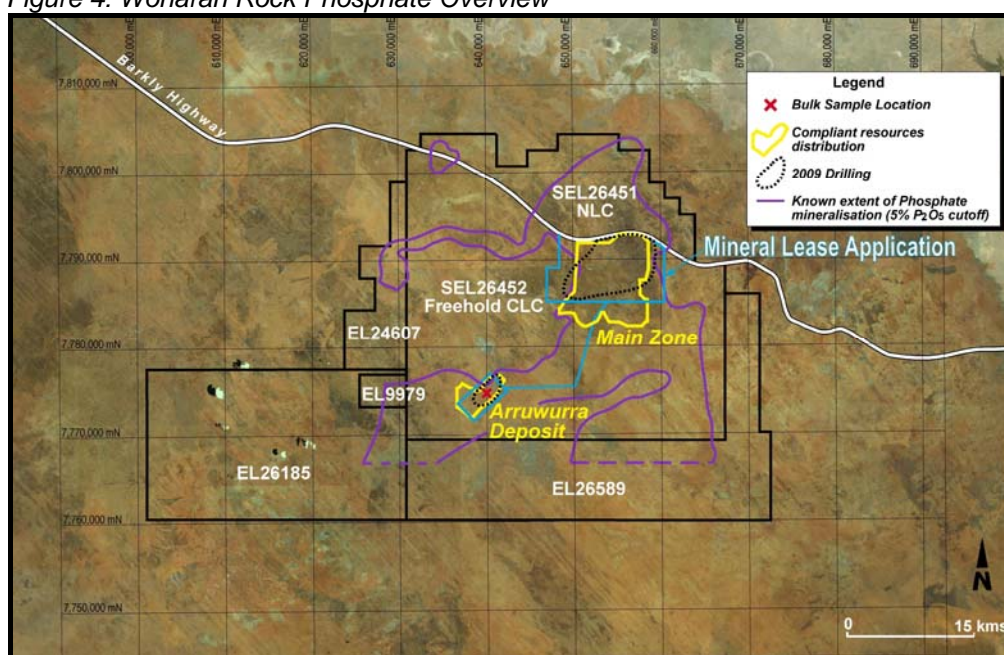 Figure 4: Wonarah Rock Phosphate Overview
610,000 mE
620,000 mE
630,000 mE
640,000 mE
650,000 mE
660,000 mE
670,000 mE
680,000 mE
690,000 mE
7,810,000 mN
7,800,000 mN
7,790,000 mN
7,780,000 mN
7,770,000 mN
7,760,000 mN
7,750,000 mN
Barkly Highway
Legend
Bulk Sample Location
Compliant resources
distribution
2009 Drilling
Known extent of Phosphate
mineralisation (5% P₂O₅ cutoff)
SEL26451
NLC
Mineral Lease Application
SEL26452
Freehold CLC
EL24607
Main Zone
EL9979
Arruwurra
Deposit
EL26185
EL26589
N
0 15 kms